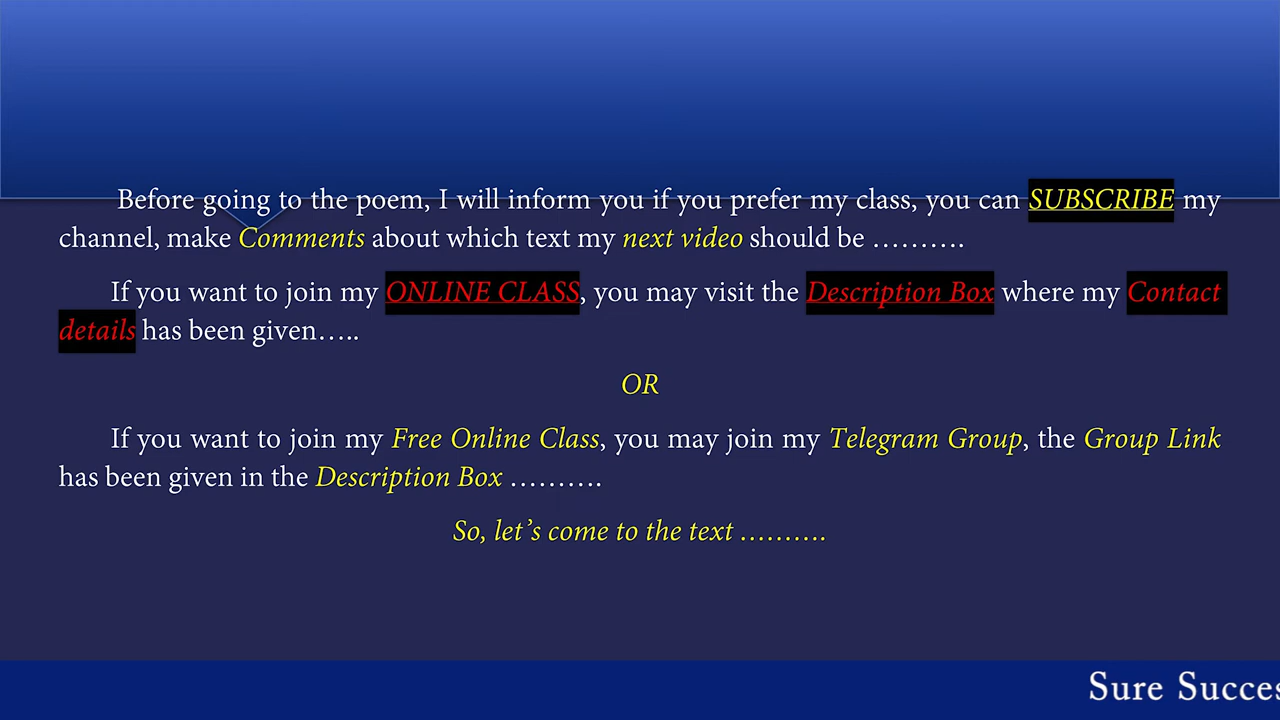 Before going to the poem, I will inform you if you prefer my class, you can SUBSCRIBE my
channel, make Comments about which text my next video should be ……….
If you want to join my ONLINE CLASS, you may visit the Description Box where my Contact
details has been given…..
OR
If you want to join my Free Online Class, you may join my Telegram Group, the Group Link
has been given in the Description Box ……….
So, let’s come to the text ……….
Sure Succes